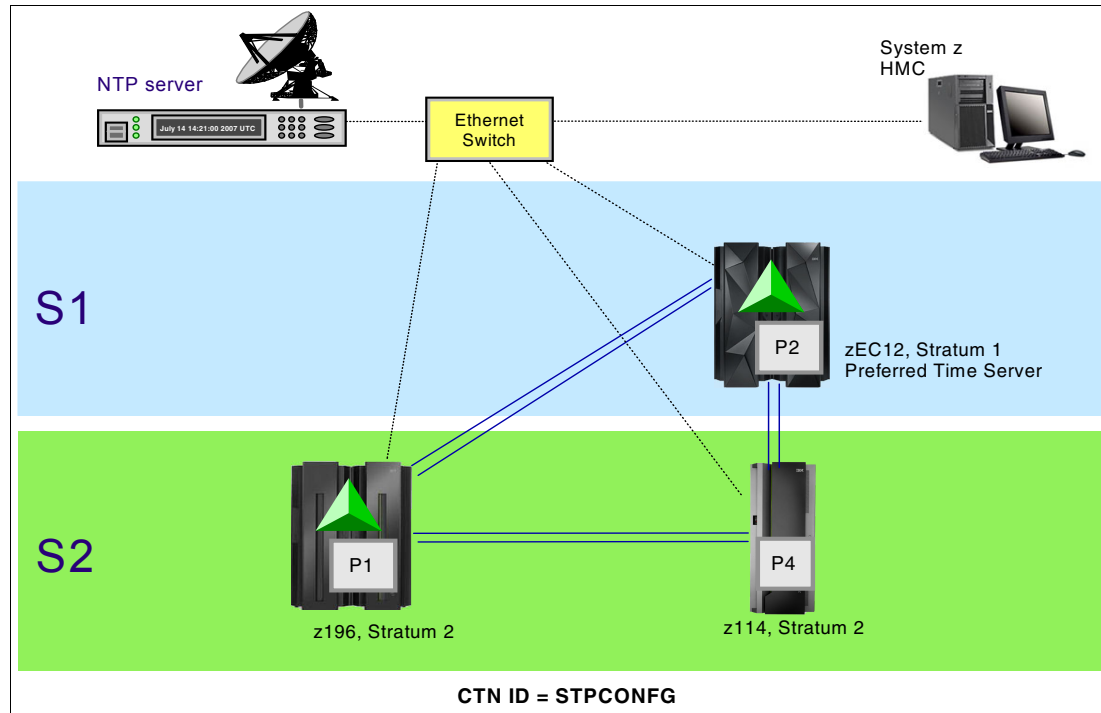 NTP server
System z
HMC
July 14 14:21:00 2007 UTC
Ethernet
Switch
S1
P2
zEC12, Stratum 1
Preferred Time Server
S2
P1
P4
z196, Stratum 2
z114, Stratum 2
CTN ID = STPCONFG